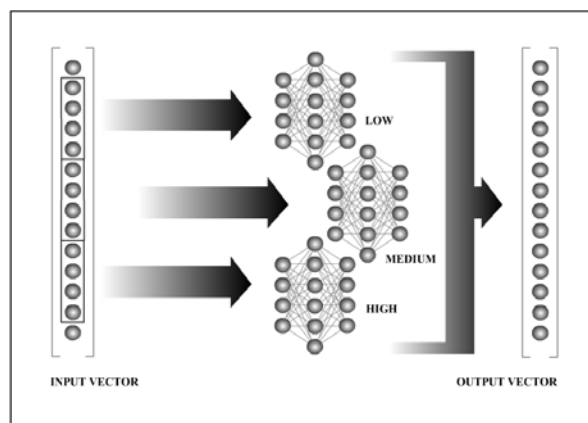 LOW
MEDIUM
HIGH
INPUT VECTOR
OUTPUT VECTOR